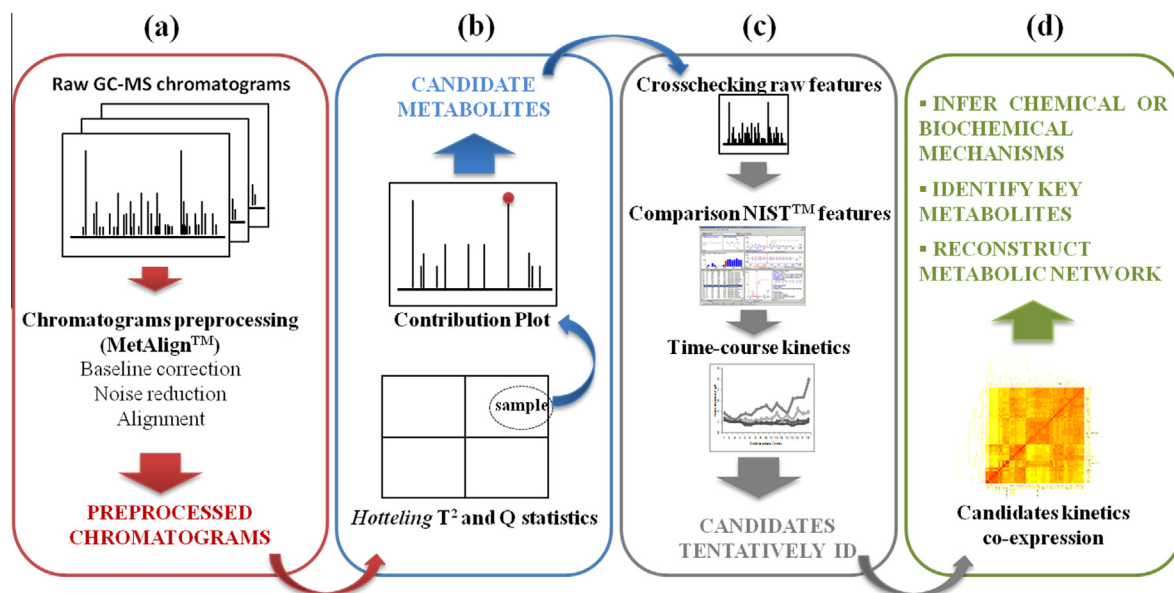 (a)
Raw GC-MS chromatograms
Chromatograms preprocessing
(MetAlign™)
Baseline correction
Noise reduction
Alignment
PREPROCESSED
CHROMATOGRAMS
(b)
CANDIDATE
METABOLITES
Contribution Plot
sample
Hotteling T² and Q statistics
(c)
Crosschecking raw features
Comparison NIST™ features
Time-course kinetics
CANDIDATES
TENTATIVELY ID
(d)
▪ INFER CHEMICAL OR
BIOCHEMICAL
MECHANISMS
▪ IDENTIFY KEY
METABOLITES
▪ RECONSTRUCT
METABOLIC NETWORK
Candidates kinetics
co-expression